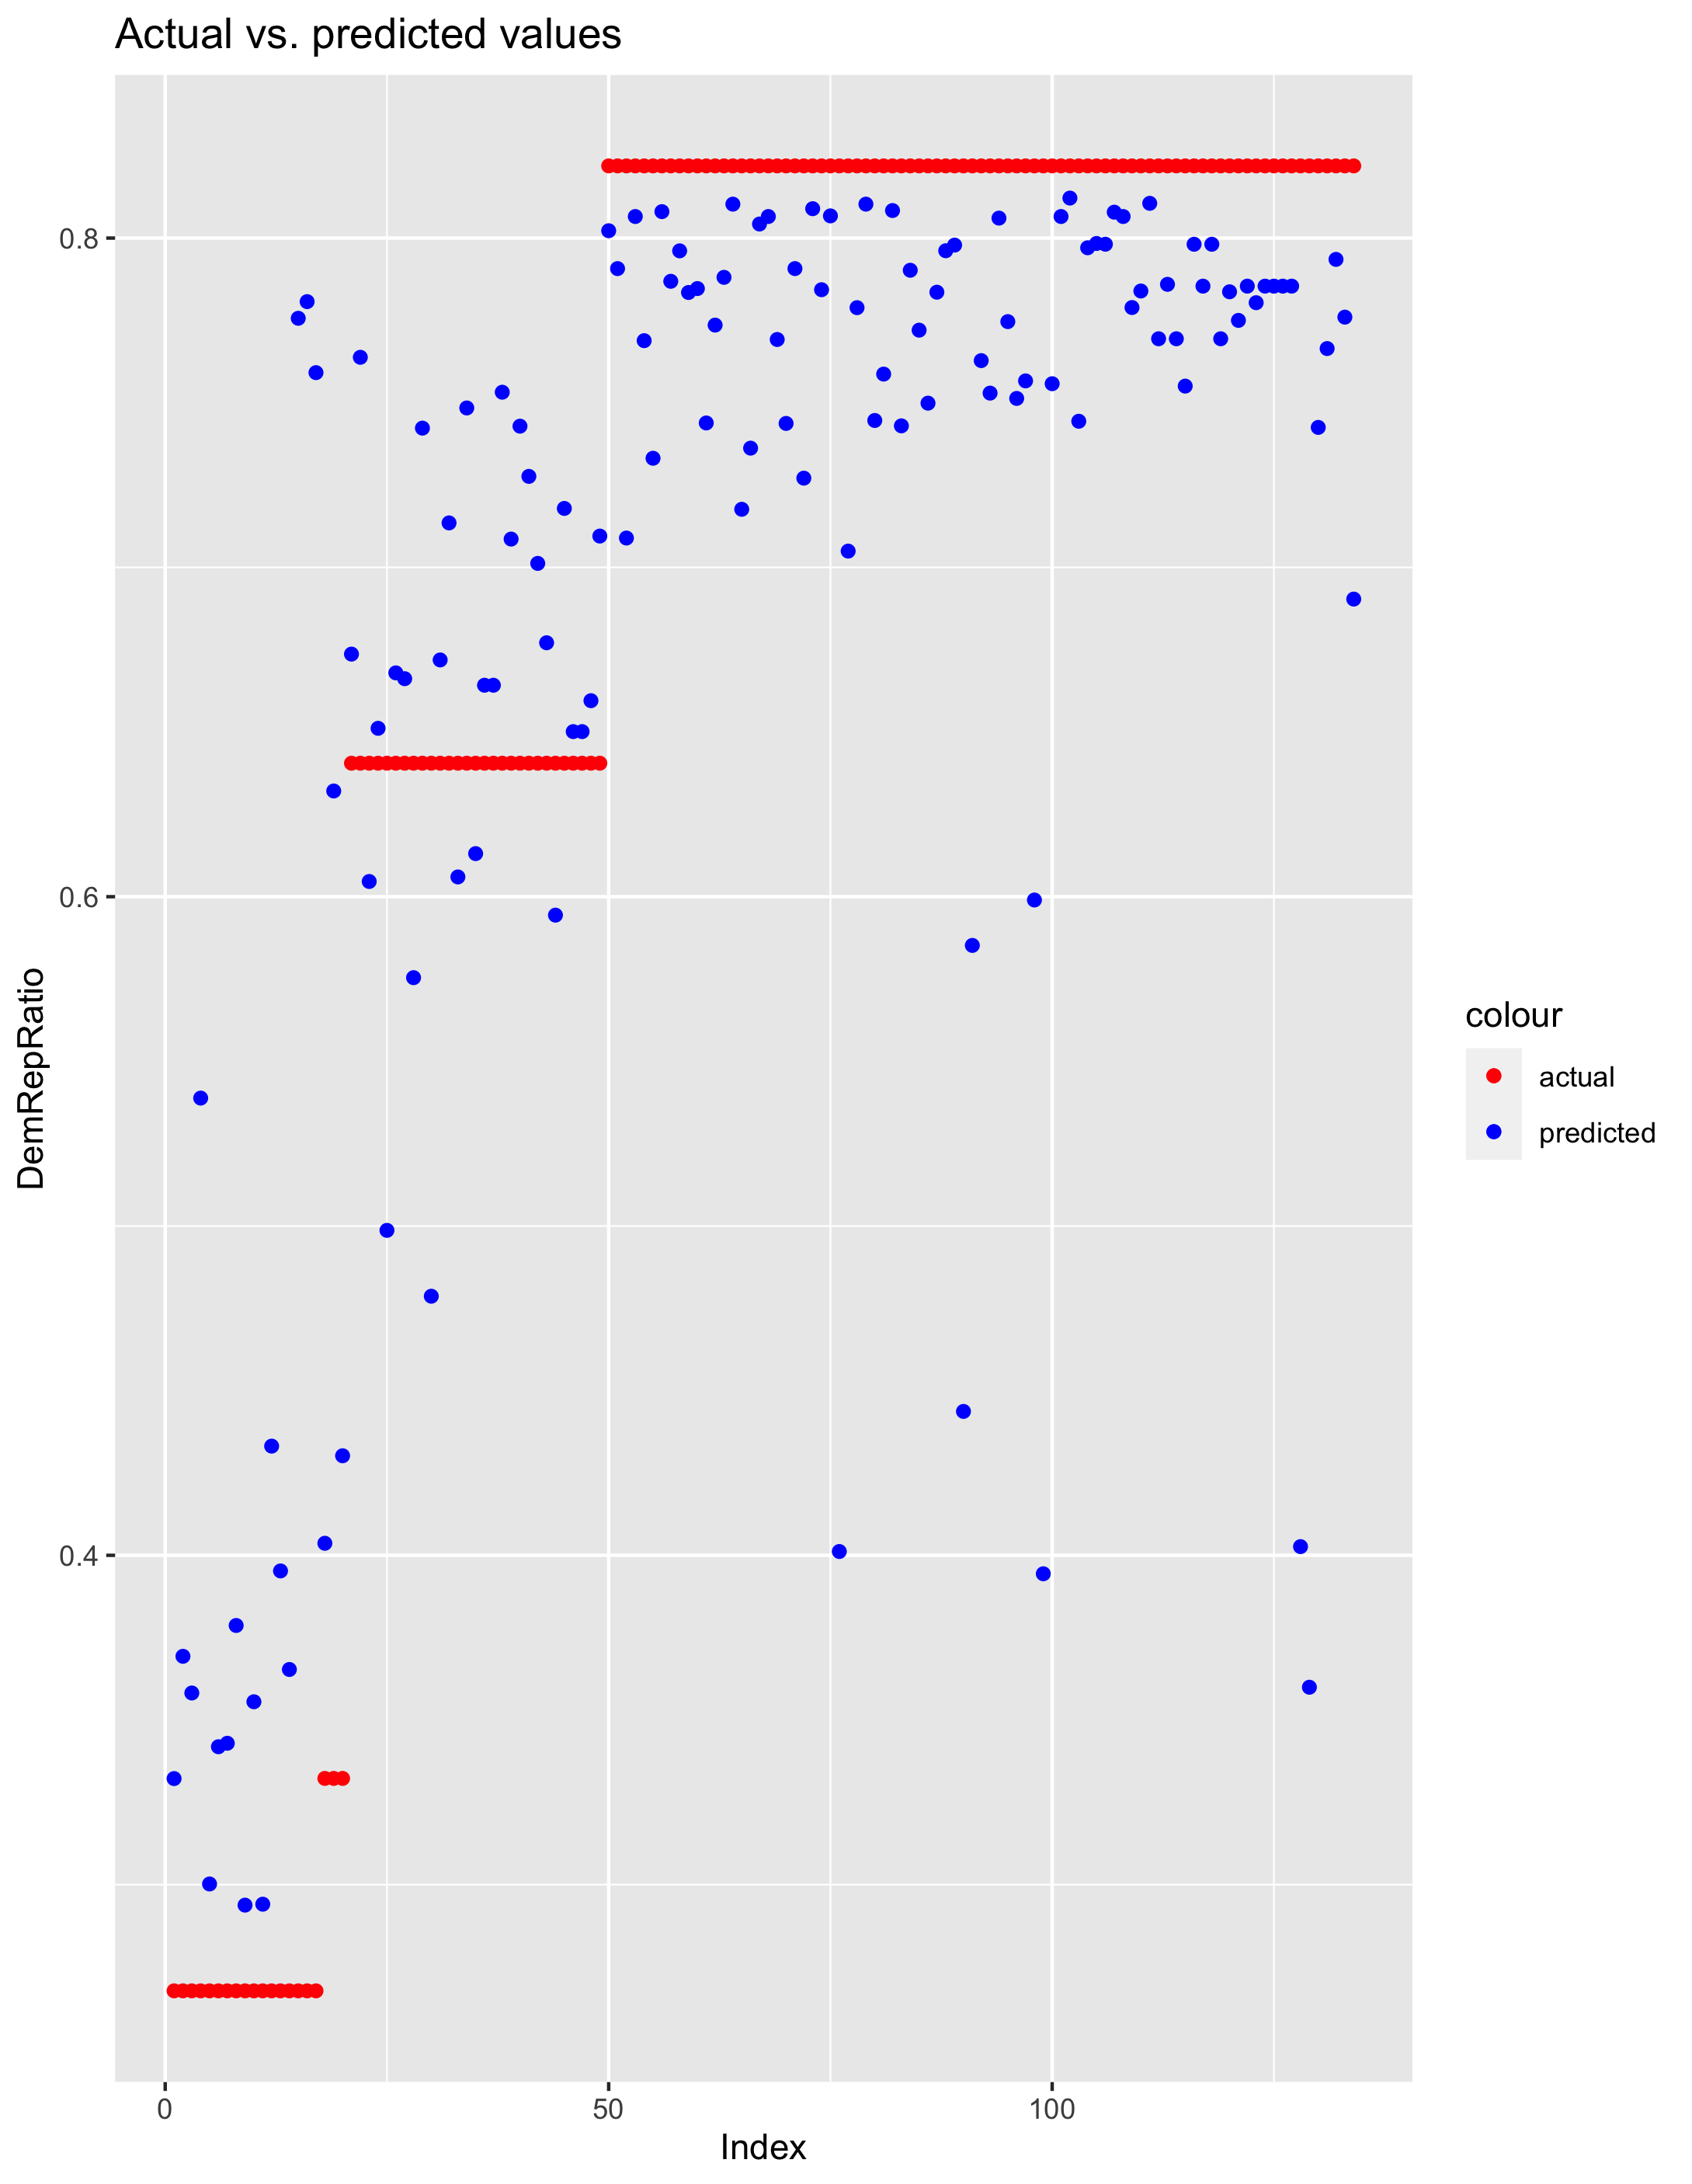 Actual vs. predicted values
0.8
0.6
0.4
DemRepRatio
0
50
100
Index
colour
actual
predicted